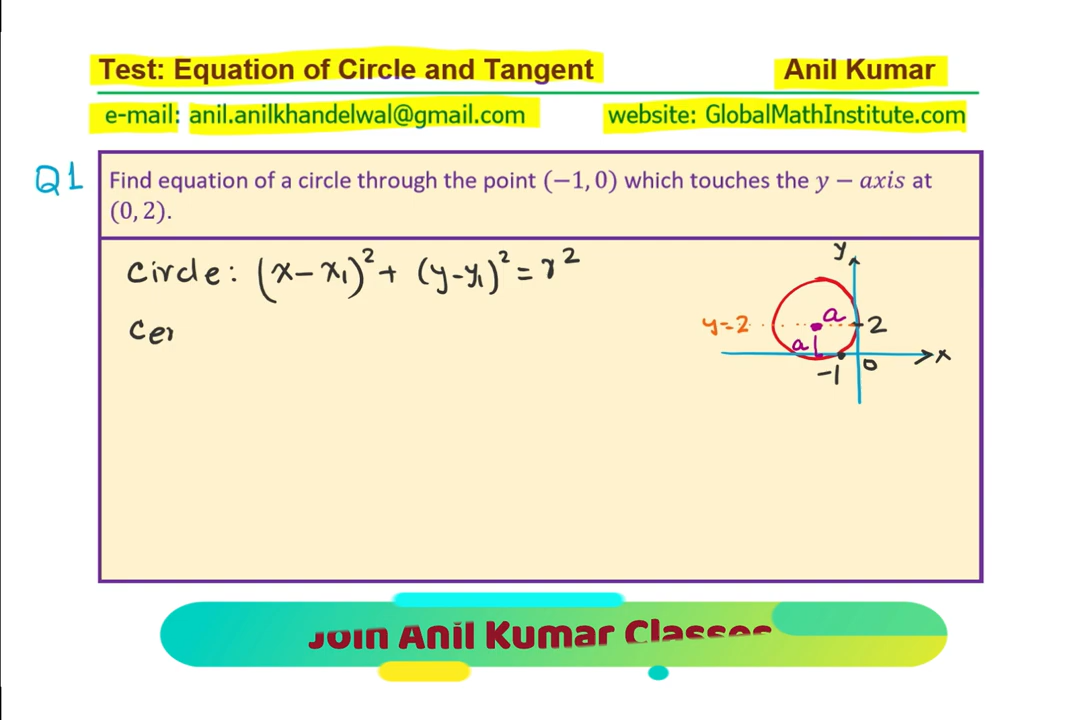 Test: Equation of Circle and Tangent Anil Kumar
e-mail: anil.anilkhandelwal@gmail.com website: GlobalMathInstitute.com
Q1
Find equation of a circle through the point (−1, 0) which touches the y − axis at
(0, 2).
Circle: (x-x₁)²+ (y-y₁)²=r²
Cer
y
y=2
a
2
a
-1
0
x
Join Anil Kumar Classes